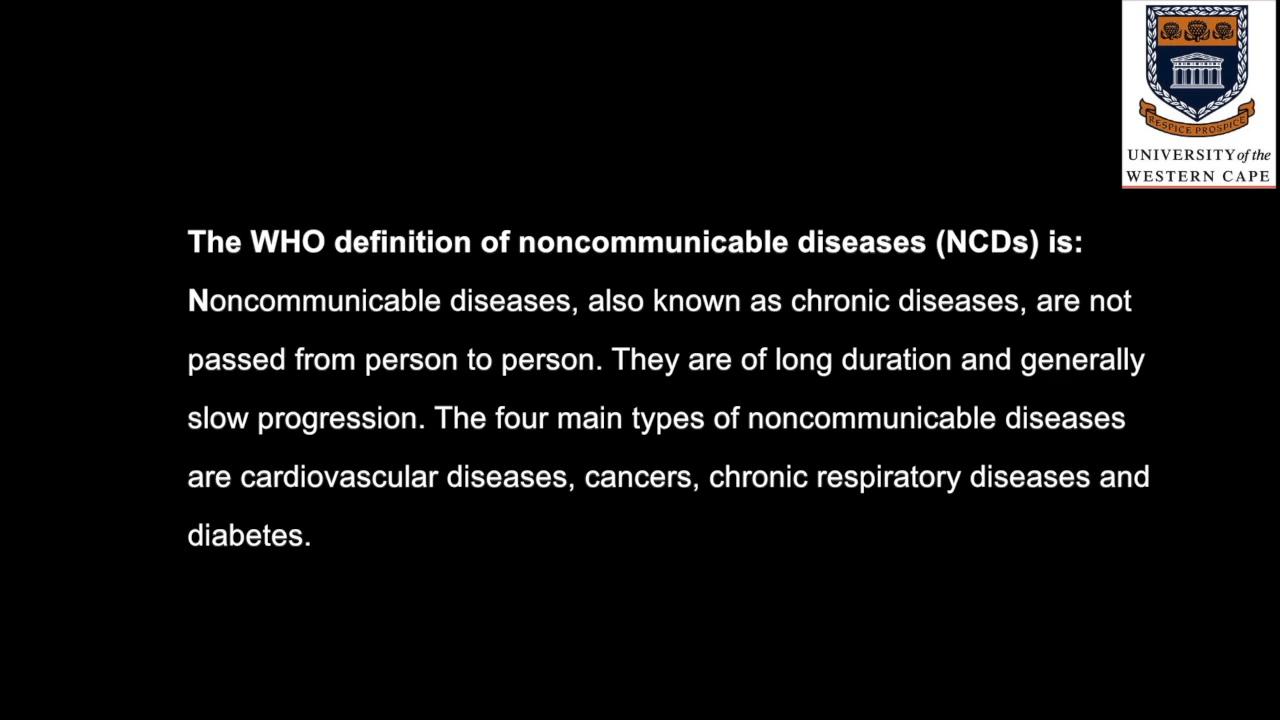 RESPICE PROSPICE
UNIVERSITY of the
WESTERN CAPE
The WHO definition of noncommunicable diseases (NCDs) is:
Noncommunicable diseases, also known as chronic diseases, are not
passed from person to person. They are of long duration and generally
slow progression. The four main types of noncommunicable diseases
are cardiovascular diseases, cancers, chronic respiratory diseases and
diabetes.